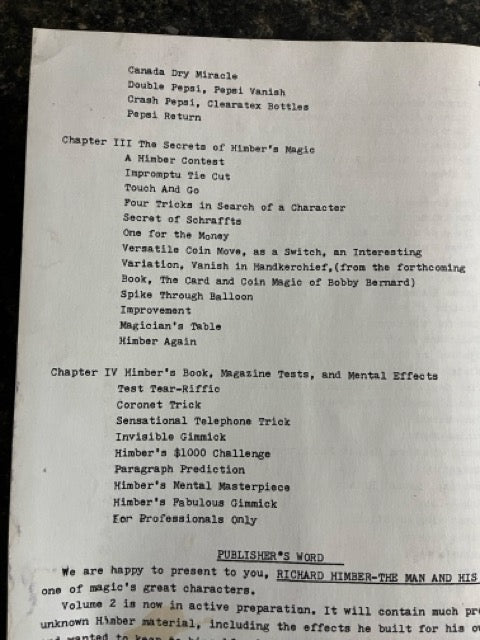 Canada Dry Miracle
Double Pepsi, Pepsi Vanish
Crash Pepsi, Clearatex Bottles
Pepsi Return
Chapter III The Secrets of Himber's Magic
A Himber Contest
Impromptu Tie Cut
Touch And Go
Four Tricks in Search of a Character
Secret of Schraffts
One for the Money
Versatile Coin Move, as a Switch, an Interesting
Variation, Vanish in Handkerchief,(from the forthcoming
Book, The Card and Coin Magic of Bobby Bernard)
Spike Through Balloon
Improvement
Magician's Table
Himber Again
Chapter IV Himber's Book, Magazine Tests, and Mental Effects
Test Tear-Riffic
Coronet Trick
Sensational Telephone Trick
Invisible Gimmick
Himber's $1000 Challenge
Paragraph Prediction
Himber's Mental Masterpiece
Himber's Fabulous Gimmick
For Professionals Only
PUBLISHER'S WORD
We are happy to present to you, RICHARD HIMBER-THE MAN AND HIS
one of magic's great characters.
Volume 2 is now in active preparation. It will contain much
unknown Himber material, including the effects he built for his
and wanted to keep